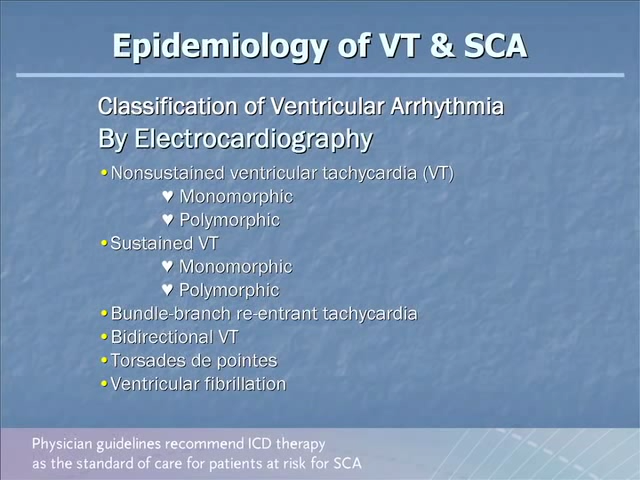 Epidemiology of VT & SCA
Classification of Ventricular Arrhythmia
By Electrocardiography
•Nonsustained ventricular tachycardia (VT)
♥ Monomorphic
♥ Polymorphic
•Sustained VT
♥ Monomorphic
♥ Polymorphic
•Bundle-branch re-entrant tachycardia
•Bidirectional VT
•Torsades de pointes
•Ventricular fibrillation
Physician guidelines recommend ICD therapy
as the standard of care for patients at risk for SCA